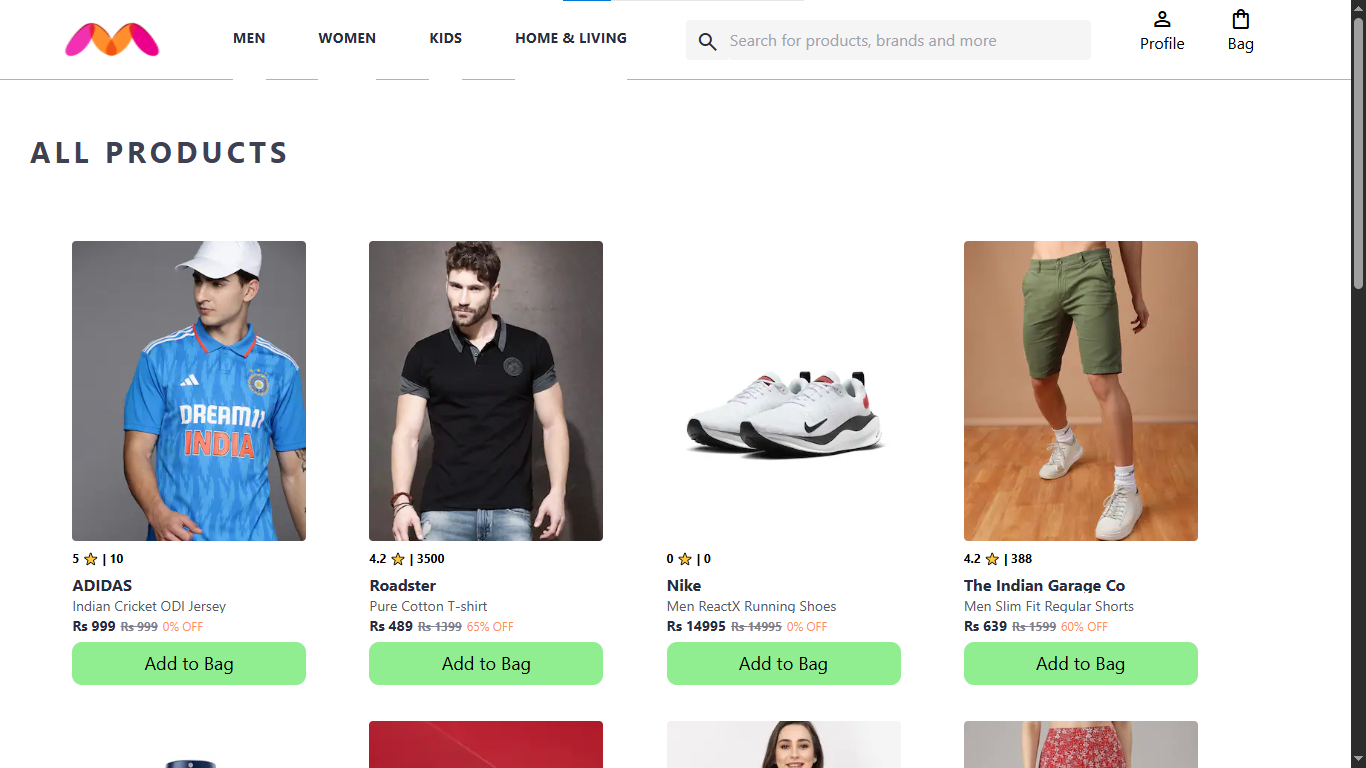 MEN WOMEN KIDS HOME & LIVING Search for products, brands and more Profile Bag
ALL PRODUCTS
DREAM11
INDIA
5 ⭐ | 10
ADIDAS
Indian Cricket ODI Jersey
Rs 999 Rs 999 0% OFF
Add to Bag
4.2 ⭐ | 3500
Roadster
Pure Cotton T-shirt
Rs 489 Rs 1399 65% OFF
Add to Bag
0 ⭐ | 0
Nike
Men ReactX Running Shoes
Rs 14995 Rs 14995 0% OFF
Add to Bag
4.2 ⭐ | 388
The Indian Garage Co
Men Slim Fit Regular Shorts
Rs 639 Rs 1599 60% OFF
Add to Bag